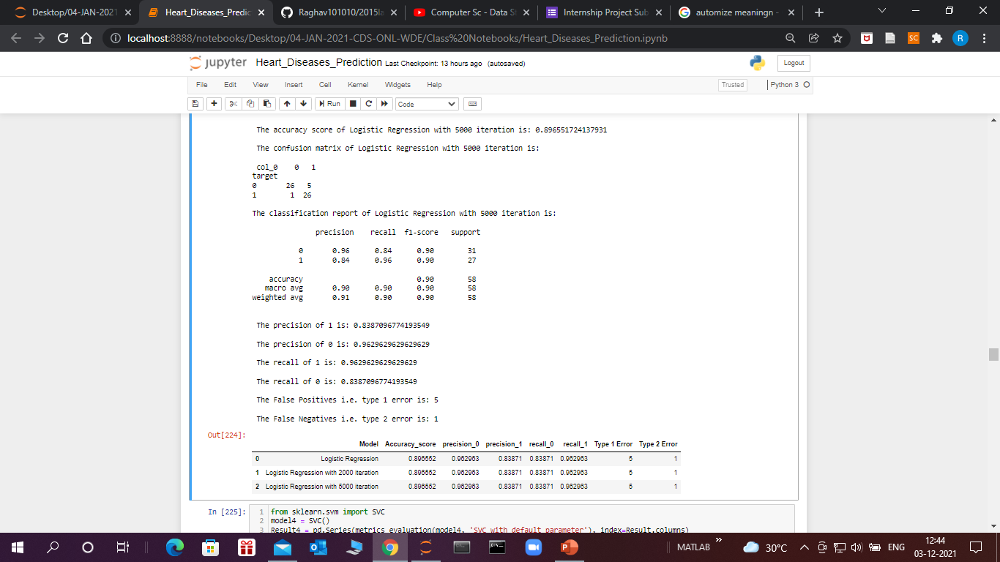 Desktop/04-JAN-2021
Heart_Diseases_Predic
Raghav101010/2015la
Computer Sc - Data S
Internship Project Sub
automize meaningn -
localhost:8888/notebooks/Desktop/04-JAN-2021-CDS-ONL-WDE/Class%20Notebooks/Heart_Diseases_Prediction.ipynb
SC
R
jupyter Heart_Diseases_Prediction Last Checkpoint: 13 hours ago (autosaved)
Logout
File Edit View Insert Cell Kernel Widgets Help
Trusted
Python 3
Run
Code
The accuracy score of Logistic Regression with 5000 iteration is: 0.896551724137931
The confusion matrix of Logistic Regression with 5000 iteration is:
col_0 0 1
target
0 26 5
1 1 26
The classification report of Logistic Regression with 5000 iteration is:
precision recall f1-score support
0 0.96 0.84 0.90 31
1 0.84 0.96 0.90 27
accuracy 0.90 58
macro avg 0.90 0.90 0.90 58
weighted avg 0.91 0.90 0.90 58
The precision of 1 is: 0.8387096774193549
The precision of 0 is: 0.9629629629629629
The recall of 1 is: 0.9629629629629629
The recall of 0 is: 0.8387096774193549
The False Positives i.e. type 1 error is: 5
The False Negatives i.e. type 2 error is: 1
Out[224]:
Model Accuracy_score precision_0 precision_1 recall_0 recall_1 Type 1 Error Type 2 Error
0 Logistic Regression 0.896552 0.962963 0.83871 0.83871 0.962963 5 1
1 Logistic Regression with 2000 iteration 0.896552 0.962963 0.83871 0.83871 0.962963 5 1
2 Logistic Regression with 5000 iteration 0.896552 0.962963 0.83871 0.83871 0.962963 5 1
In [225]:
1 from sklearn.svm import SVC
2 model4 = SVC()
3 Result4 = pd.Series(metrics_evaluation(model4, 'SVC with default parameter'), index=Result.columns)
MATLAB
30°C
ENG
12:44
03-12-2021